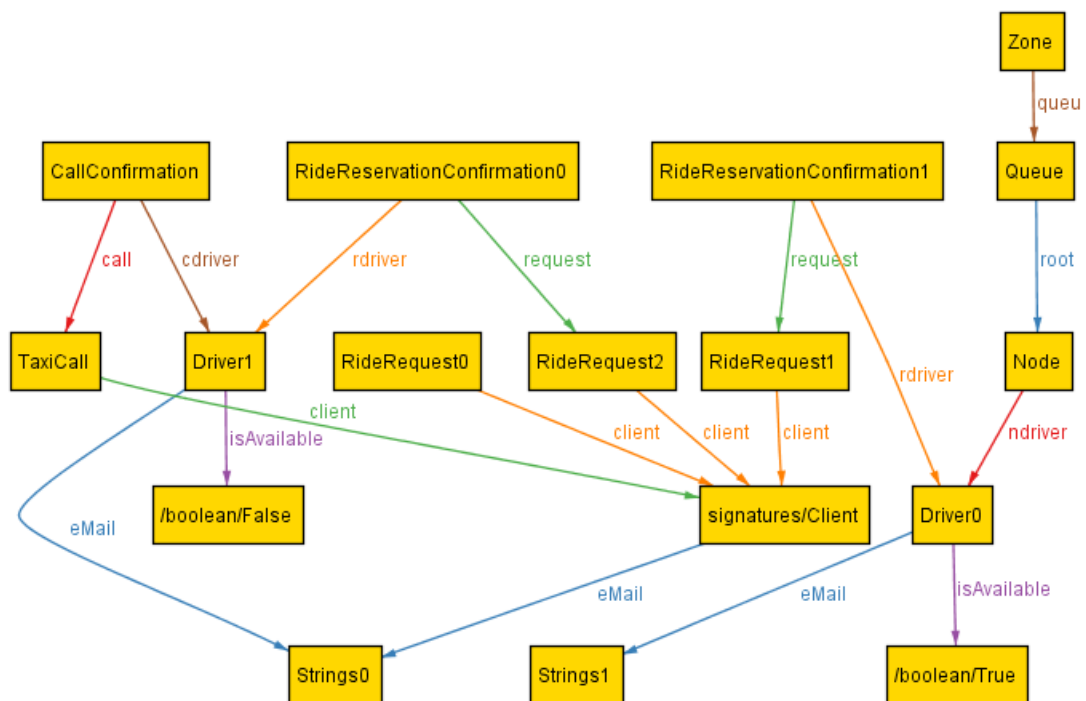 Zone
queu
CallConfirmation
RideReservationConfirmation0
RideReservationConfirmation1
Queue
call
cdriver
rdriver
request
request
root
TaxiCall
Driver1
RideRequest0
RideRequest2
RideRequest1
Node
rdriver
client
isAvailable
client
client
client
ndriver
/boolean/False
signatures/Client
Driver0
eMail
eMail
eMail
isAvailable
Strings0
Strings1
/boolean/True